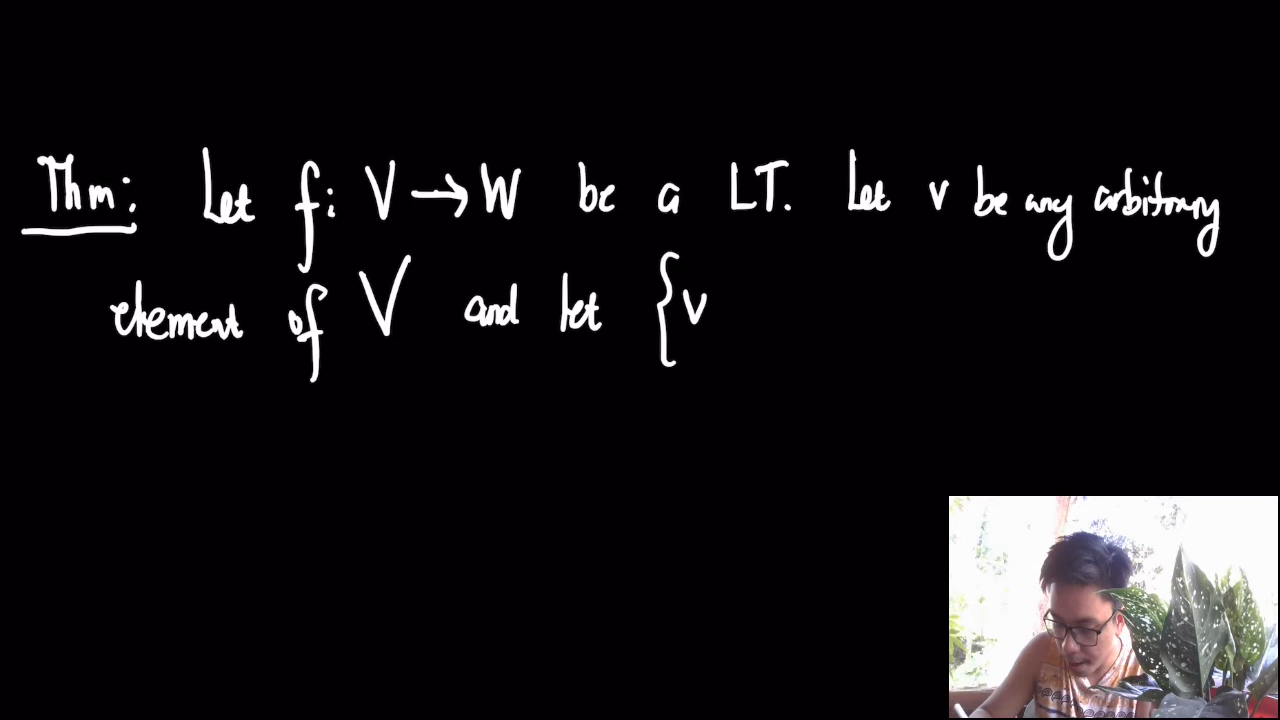 Thm: Let f: V → W be a LT. Let v be any arbitrary
element of V and let {v